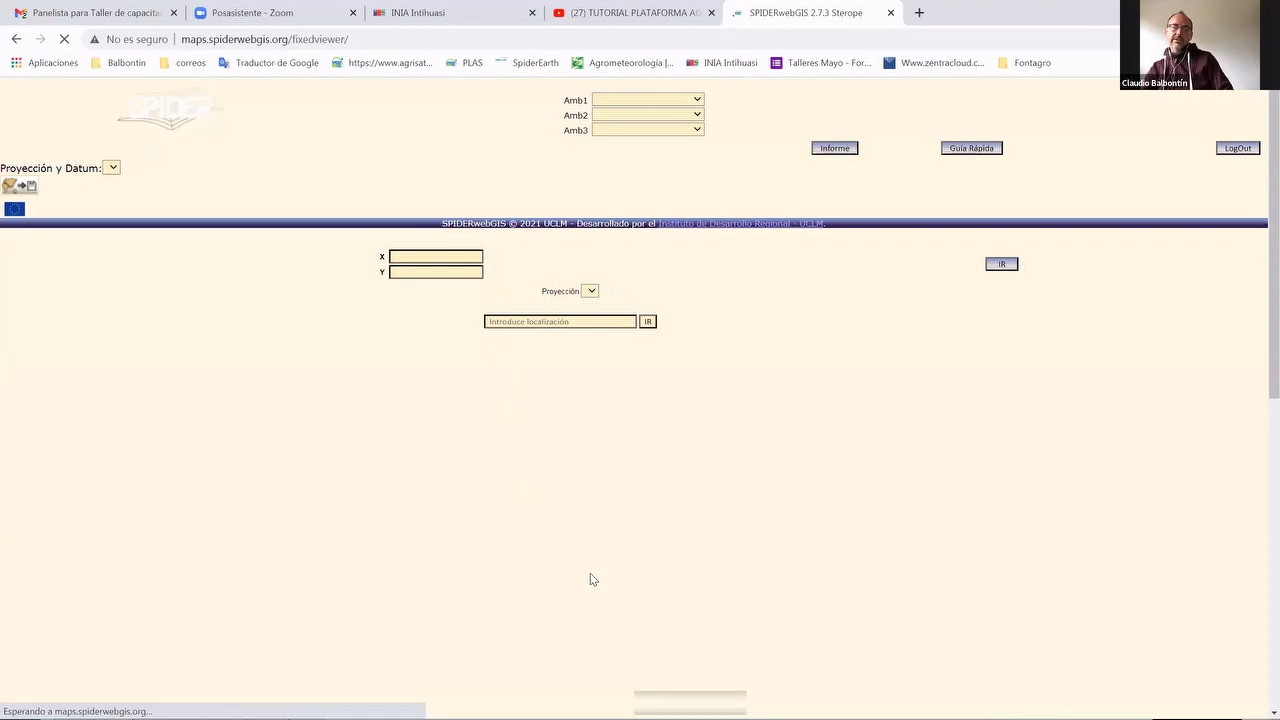 Panelista para Taller de capacita
Posasistente - Zoom
INIA Intihuasi
(27) TUTORIAL PLATAFORMA AG
SPIDERwebGIS 2.7.3 Sterope
No es seguro
maps.spiderwebgis.org/fixedviewer/
Aplicaciones
Balbontin
correos
Traductor de Google
https://www.agrisat...
PLAS
SpiderEarth
Agrometeorología |...
INIA Intihuasi
Talleres Mayo - For...
Www.zentracloud.c...
Fontagro
Claudio Balbontín
SPIDER
Amb1
Amb2
Amb3
Informe
Guía Rápida
LogOut
Proyección y Datum:
SPIDERwebGIS © 2021 UCLM - Desarrollado por el Instituto de Desarrollo Regional - UCLM.
X
Y
IR
Proyección
Introduce localización
IR
Esperando a maps.spiderwebgis.org...